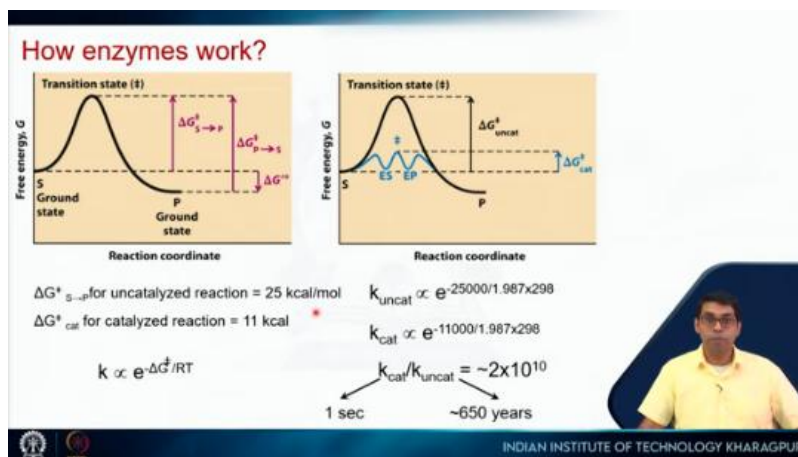 How enzymes work?
Transition state (‡)
ΔG‡ S→P
ΔG‡ P→S
ΔG'°
S
Ground
state
P
Ground
state
Free energy, G
Reaction coordinate
Transition state (‡)
‡
ΔG‡ uncat
ΔG‡ cat
S
ES EP
P
Free energy, G
Reaction coordinate
ΔG‡ S→P for uncatalyzed reaction = 25 kcal/mol
ΔG‡ cat for catalyzed reaction = 11 kcal
k ∝ e-ΔG‡/RT
kuncat ∝ e-25000/1.987x298
kcat ∝ e-11000/1.987x298
kcat/kuncat = ~2x10^10
1 sec
~650 years
INDIAN INSTITUTE OF TECHNOLOGY KHARAGPUR